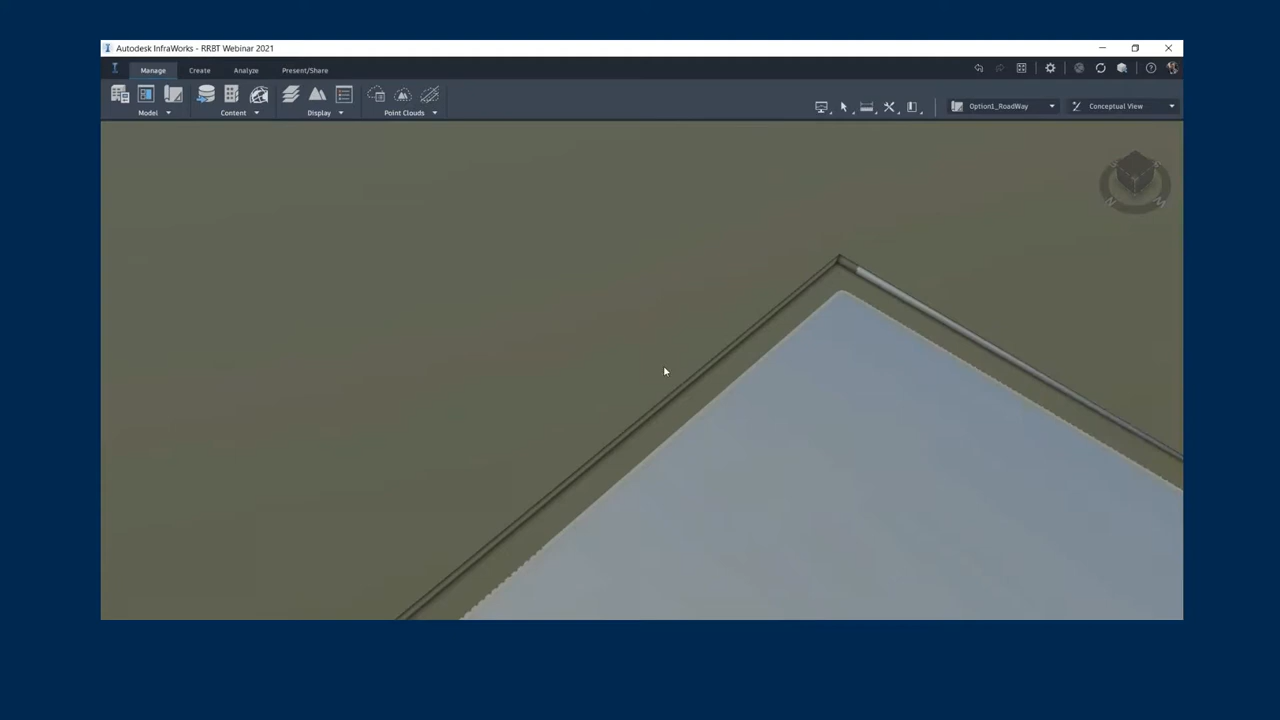 Autodesk InfraWorks - RRBT Webinar 2021
Manage Create Analyze Present/Share
Option1_RoadWay Conceptual View
Model Content Display Point Clouds